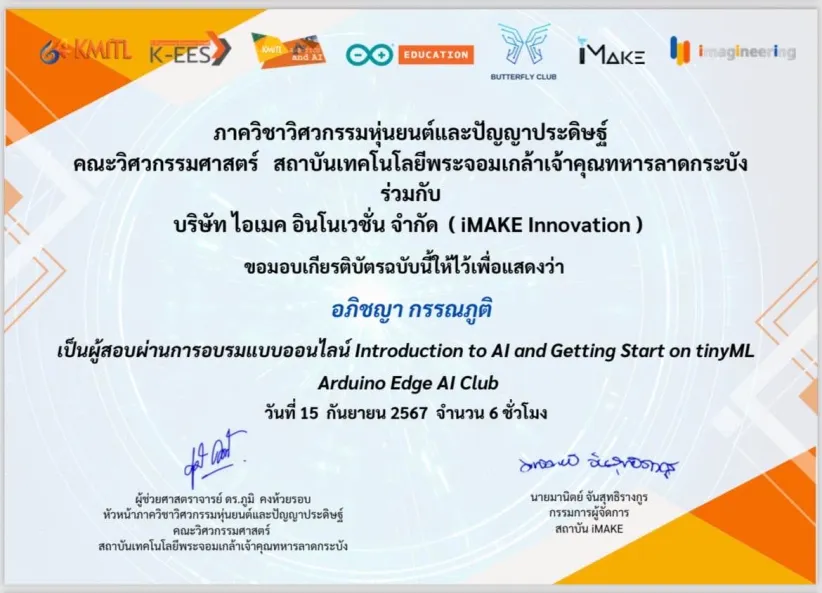 KMITL K-EES KMITL and AI EDUCATION BUTTERFLY CLUB iMAKE imagineering
ภาควิชาวิศวกรรมหุ่นยนต์และปัญญาประดิษฐ์
คณะวิศวกรรมศาสตร์ สถาบันเทคโนโลยีพระจอมเกล้าเจ้าคุณทหารลาดกระบัง
ร่วมกับ
บริษัท ไอเมค อินโนเวชั่น จำกัด ( iMAKE Innovation )
ขอมอบเกียรติบัตรฉบับนี้ให้ไว้เพื่อแสดงว่า
อภิชญา กรรณภูติ
เป็นผู้สอบผ่านการอบรมแบบออนไลน์ Introduction to AI and Getting Start on tinyML
Arduino Edge AI Club
วันที่ 15 กันยายน 2567 จำนวน 6 ชั่วโมง
ผู้ช่วยศาสตราจารย์ ดร.ภูมิ คงห้วยรอบ
หัวหน้าภาควิชาวิศวกรรมหุ่นยนต์และปัญญาประดิษฐ์
คณะวิศวกรรมศาสตร์
สถาบันเทคโนโลยีพระจอมเกล้าเจ้าคุณทหารลาดกระบัง
นายมานิตย์ จันสุทธิรางกูร
กรรมการผู้จัดการ
สถาบัน iMAKE